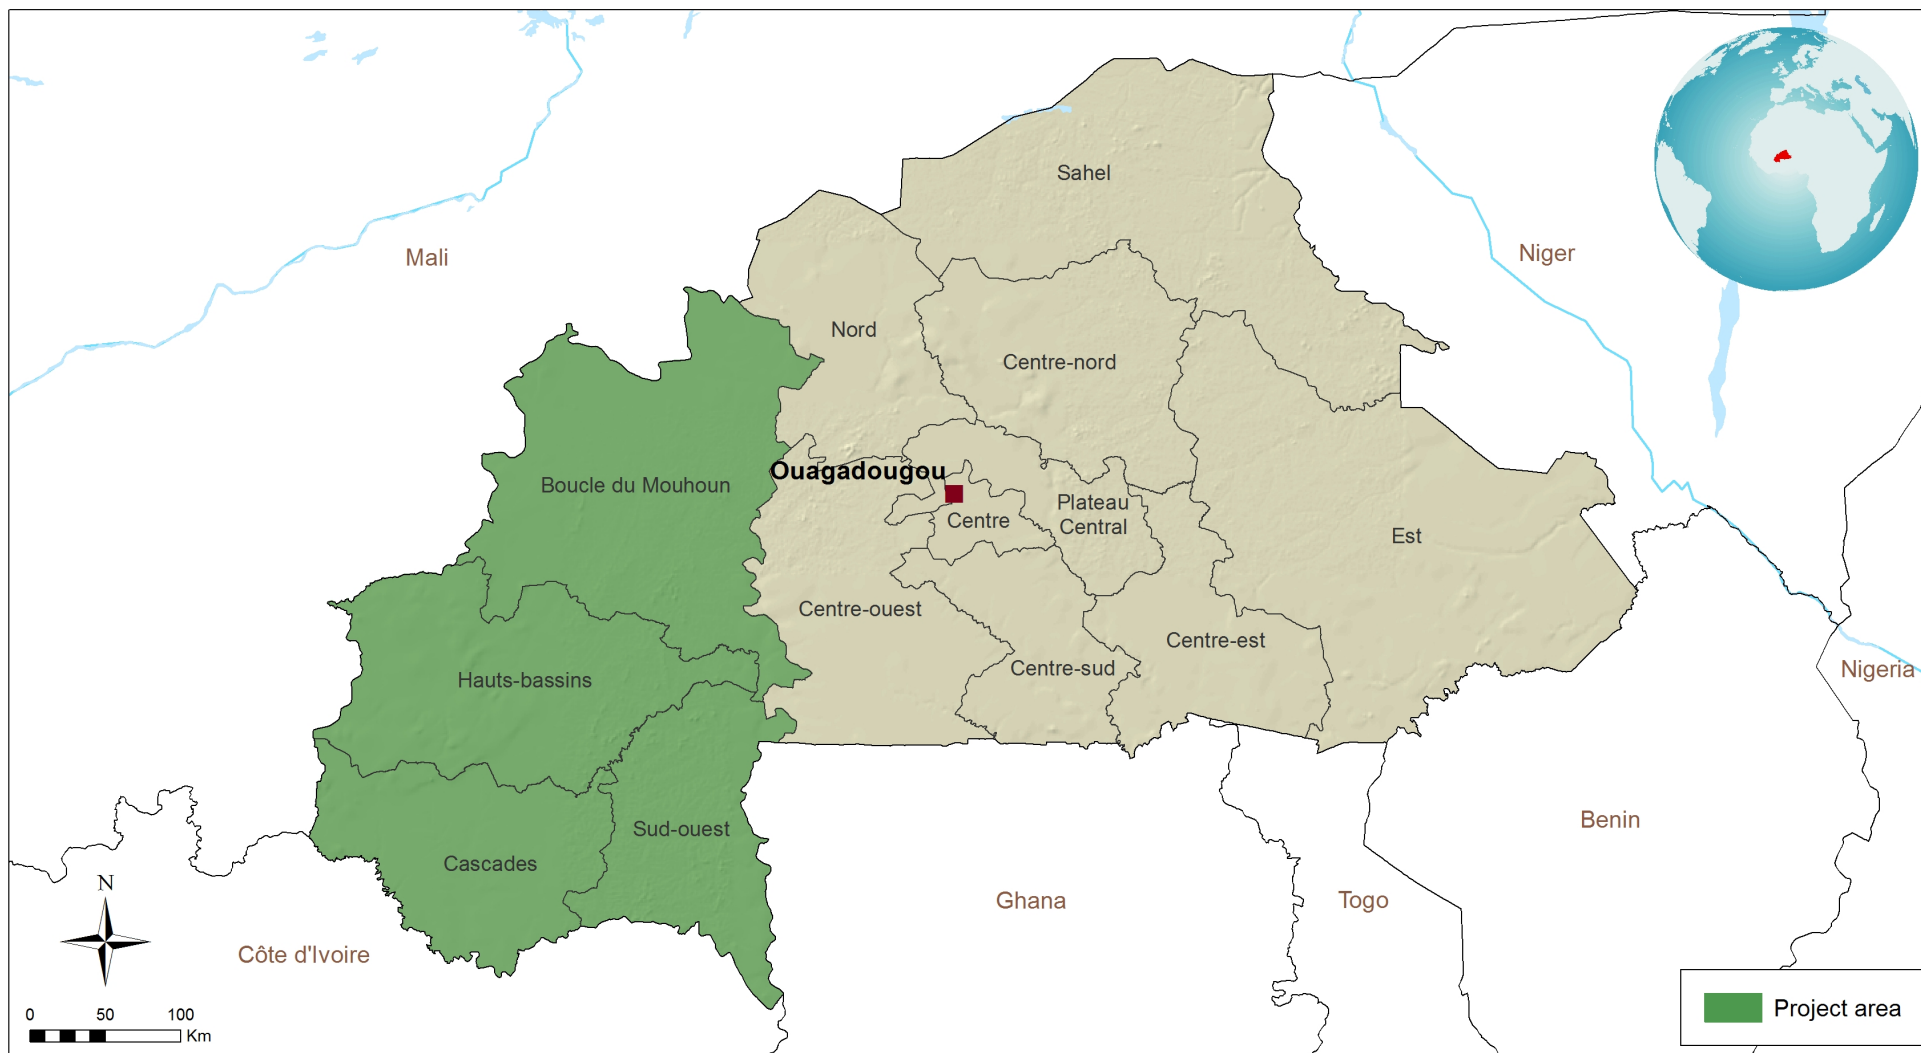 Sahel
Mali
Niger
Nord
Centre-nord
Ouagadougou
Boucle du Mouhoun
Plateau
Central
Centre
Est
Centre-ouest
Centre-est
Centre-sud
Nigeria
Hauts-bassins
Benin
Sud-ouest
Cascades
N
Ghana
Togo
Côte d'Ivoire
Project area
0 50 100
Km